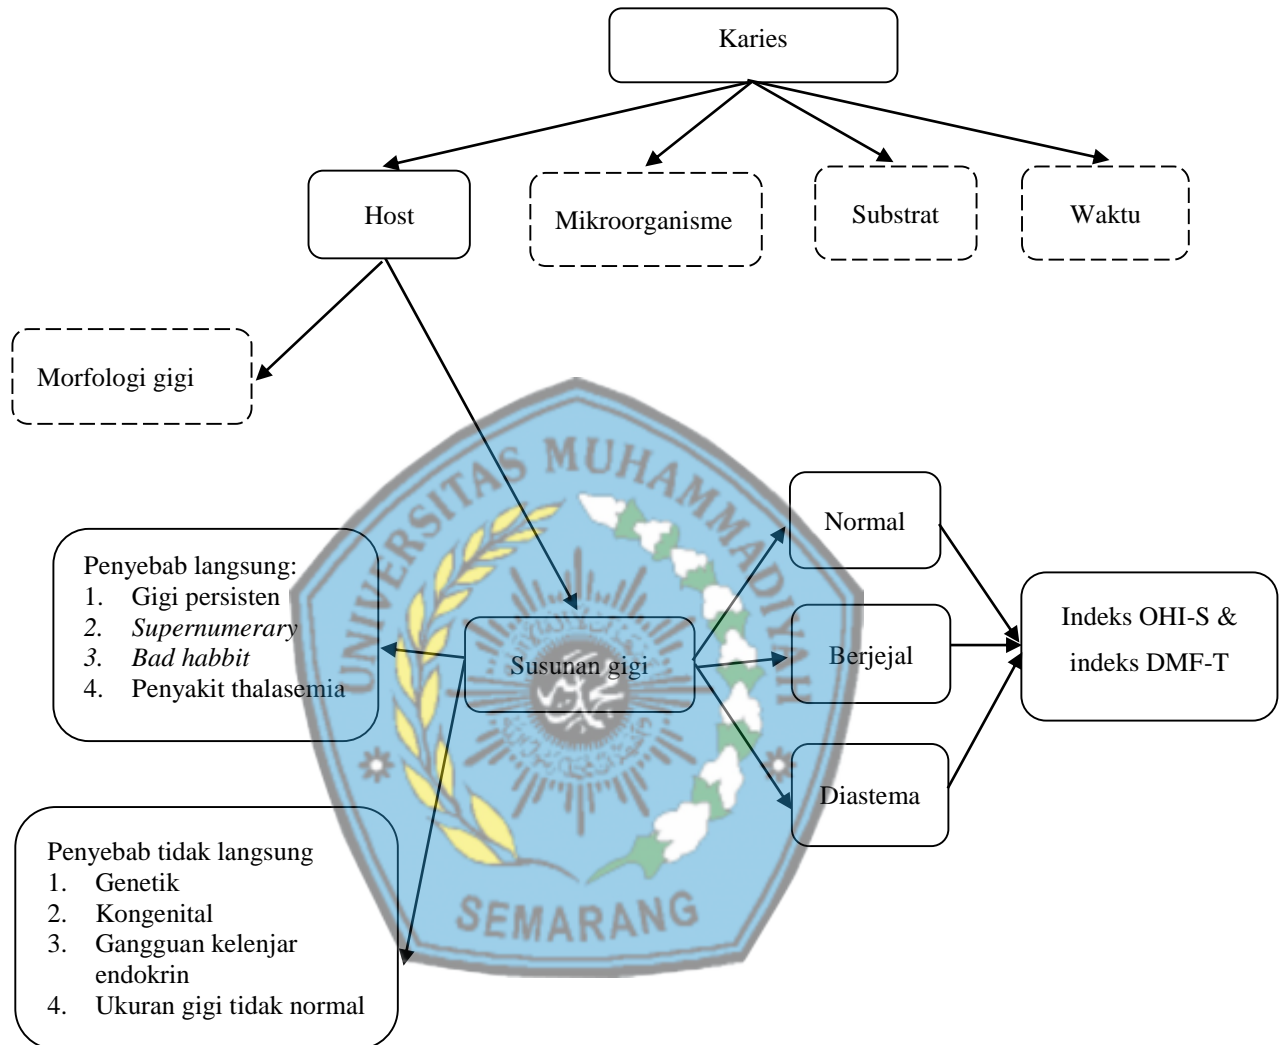 Karies
Host
Mikroorganisme
Substrat
Waktu
Morfologi gigi
UNIVERSITAS MUHAMMADIYAH
SEMARANG
Penyebab langsung:
1. Gigi persisten
2. Supernumerary
3. Bad habbit
4. Penyakit thalasemia
Susunan gigi
Normal
Berjejal
Diastema
Indeks OHI-S &
indeks DMF-T
Penyebab tidak langsung
1. Genetik
2. Kongenital
3. Gangguan kelenjar
endokrin
4. Ukuran gigi tidak normal